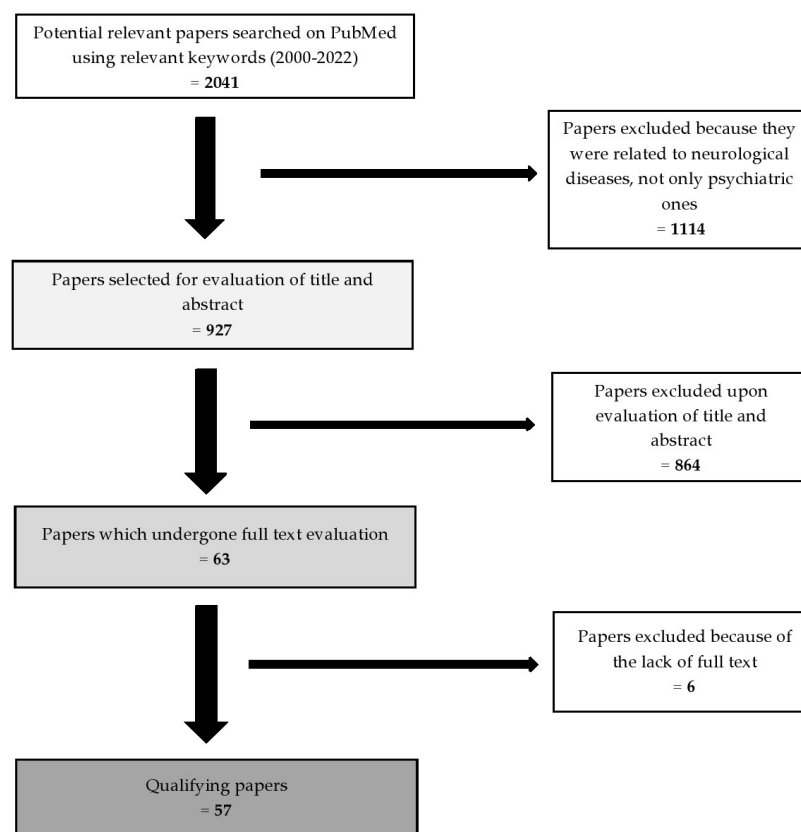 Potential relevant papers searched on PubMed
using relevant keywords (2000-2022)
= 2041
Papers excluded because they
were related to neurological
diseases, not only psychiatric
ones
= 1114
Papers selected for evaluation of title and
abstract
= 927
Papers excluded upon
evaluation of title and
abstract
= 864
Papers which undergone full text evaluation
= 63
Papers excluded because of
the lack of full text
= 6
Qualifying papers
= 57